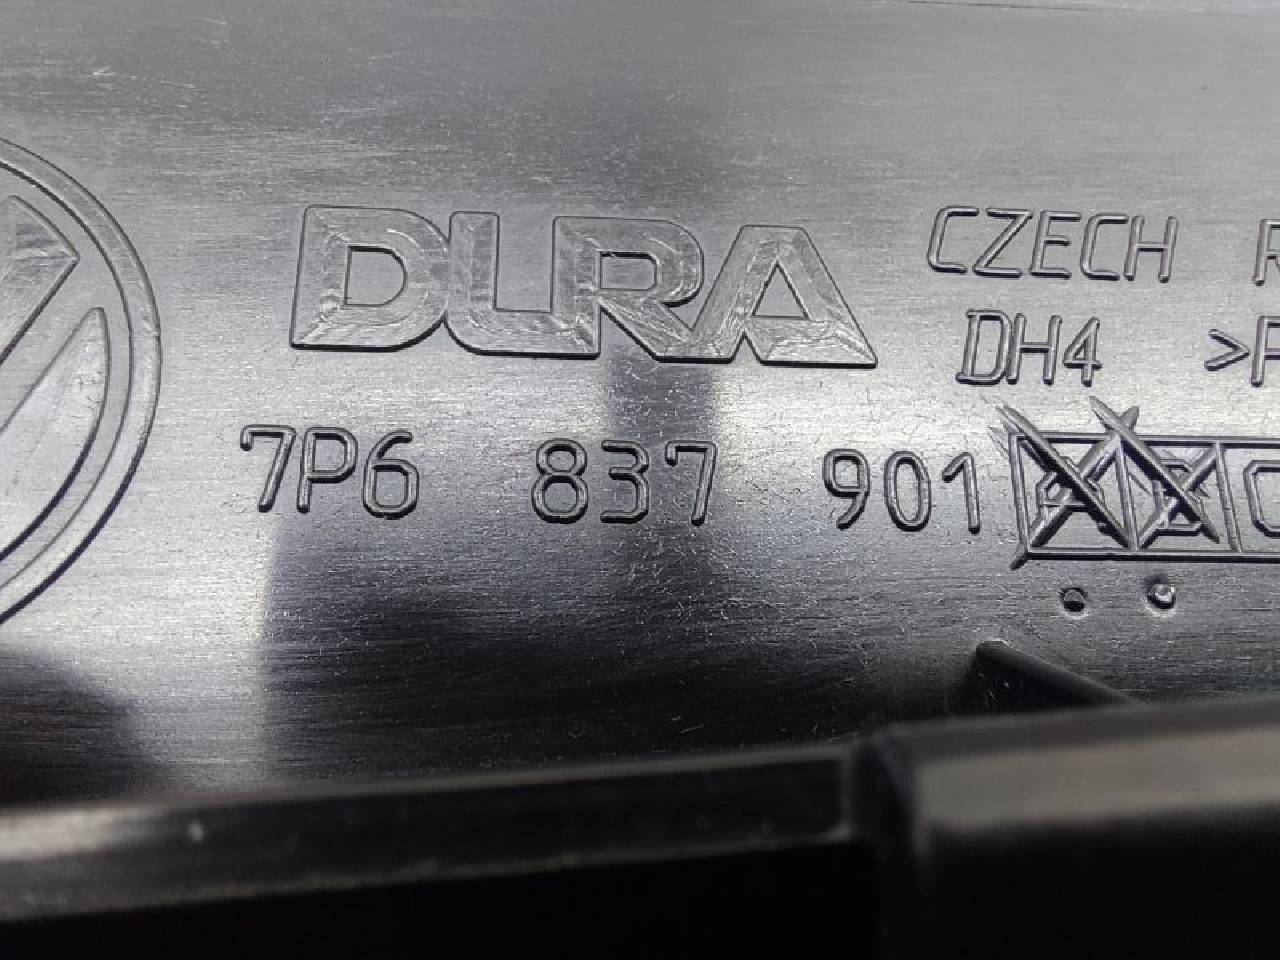 DURA
CZECH R
DH4 >P
7P6 837 901 A B C